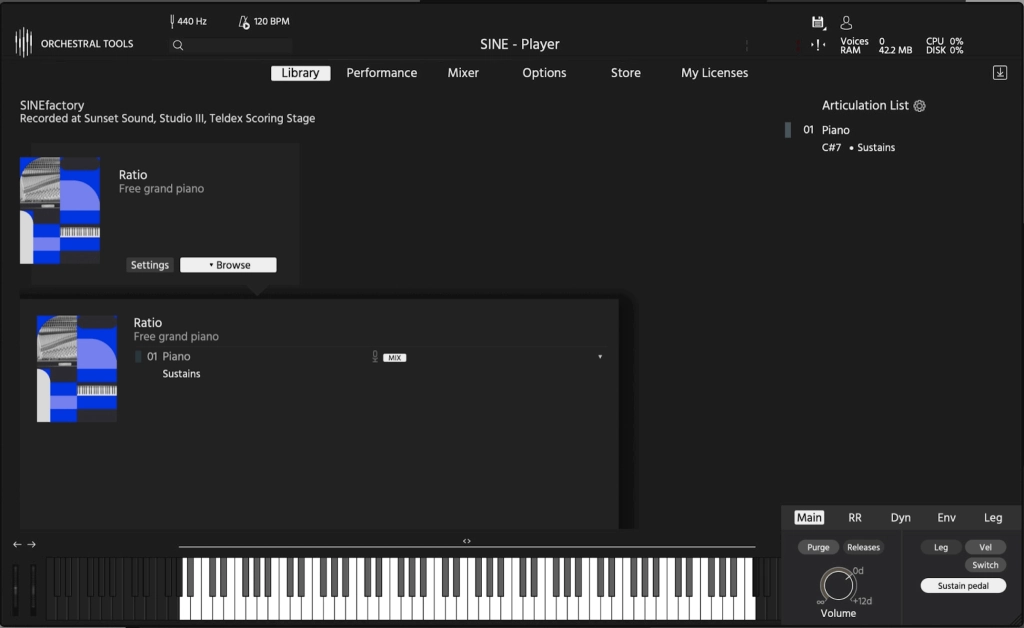 440 Hz
120 BPM
ORCHESTRAL TOOLS
SINE - Player
Voices 0
RAM 42.2 MB
CPU 0%
DISK 0%
Library Performance Mixer Options Store My Licenses
SINEfactory
Recorded at Sunset Sound, Studio III, Teldex Scoring Stage
Ratio
Free grand piano
Settings Browse
Ratio
Free grand piano
01 Piano MIX
Sustains
Articulation List
01 Piano
C#7 • Sustains
Main RR Dyn Env Leg
Purge Releases Leg Vel
Switch
Sustain pedal
0d
∞ +12d
Volume